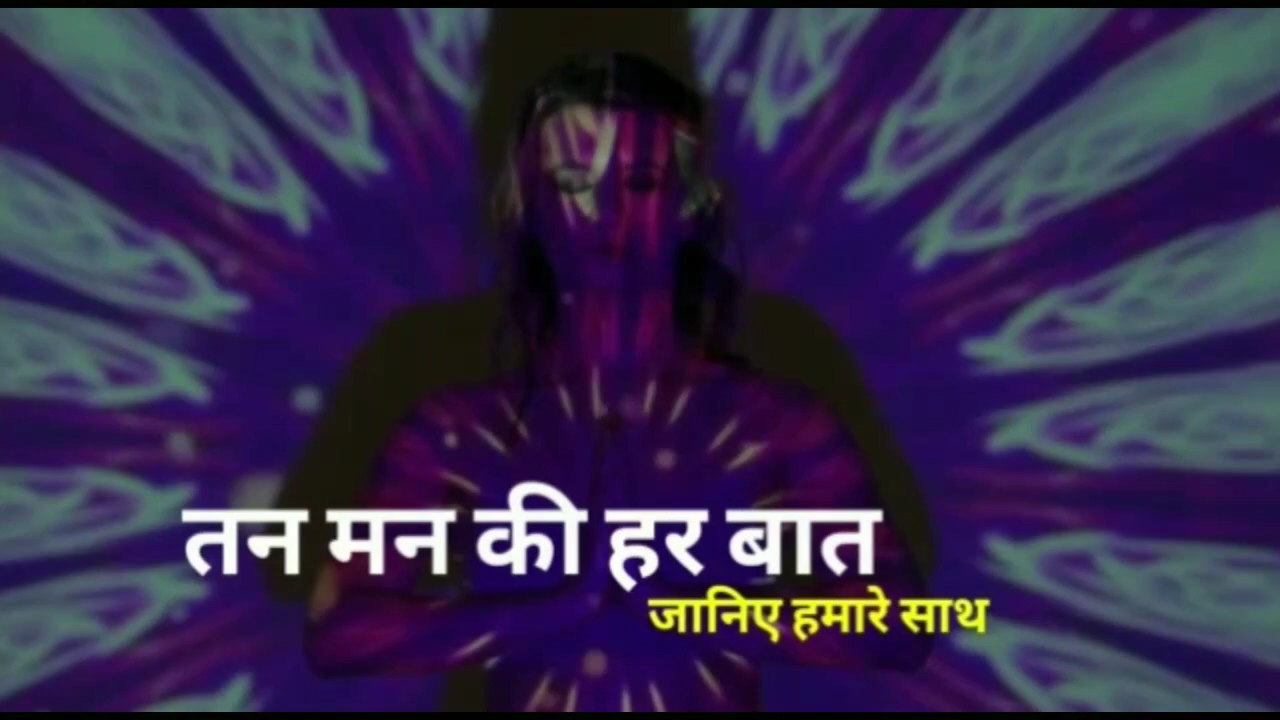 तन मन की हर बात
जानिए हमारे साथ